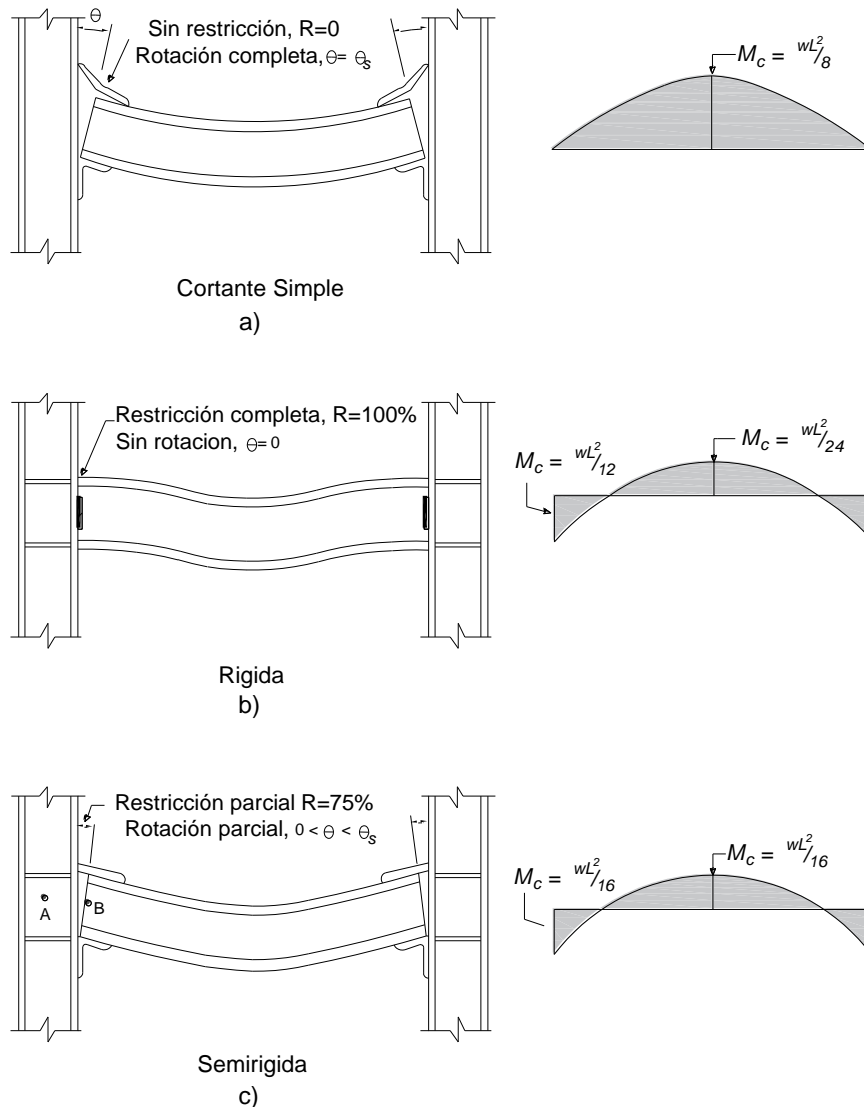 θ
Sin restricción, R=0
Rotación completa, θ= θs
Mc = wL²/8
Cortante Simple
a)
Restricción completa, R=100%
Sin rotacion, θ= 0
Mc = wL²/12
Mc = wL²/24
Rigida
b)
Restricción parcial R=75%
Rotación parcial, 0 < θ < θs
A
B
Mc = wL²/16
Mc = wL²/16
Semirigida
c)